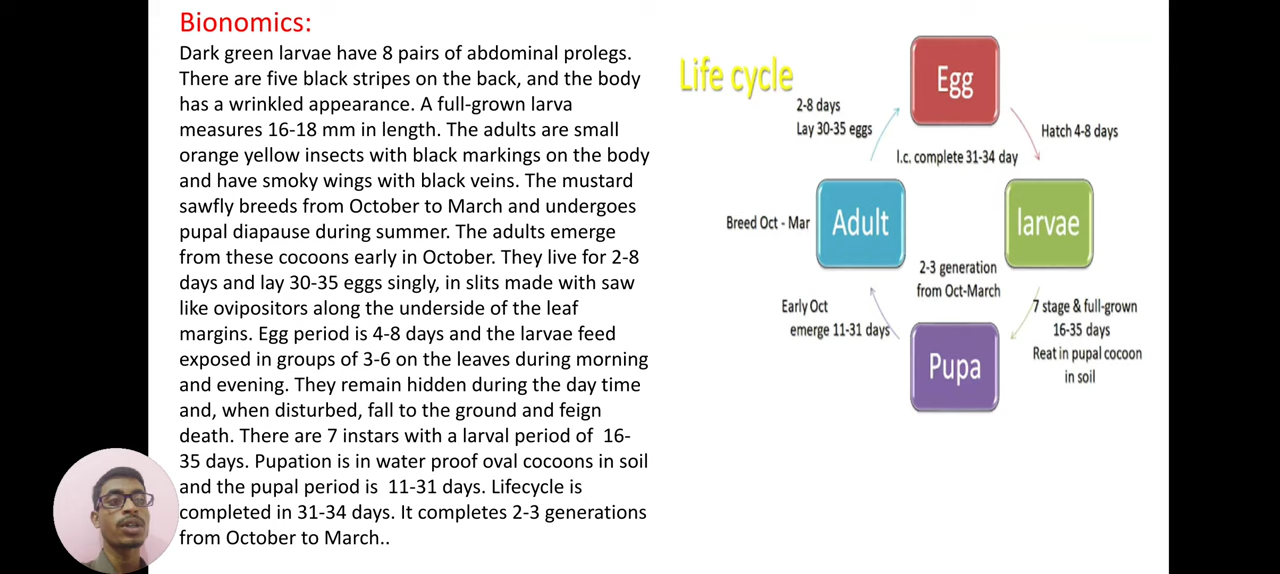 Bionomics:
Dark green larvae have 8 pairs of abdominal prolegs.
There are five black stripes on the back, and the body
has a wrinkled appearance. A full-grown larva
measures 16-18 mm in length. The adults are small
orange yellow insects with black markings on the body
and have smoky wings with black veins. The mustard
sawfly breeds from October to March and undergoes
pupal diapause during summer. The adults emerge
from these cocoons early in October. They live for 2-8
days and lay 30-35 eggs singly, in slits made with saw
like ovipositors along the underside of the leaf
margins. Egg period is 4-8 days and the larvae feed
exposed in groups of 3-6 on the leaves during morning
and evening. They remain hidden during the day time
and, when disturbed, fall to the ground and feign
death. There are 7 instars with a larval period of 16-
35 days. Pupation is in water proof oval cocoons in soil
and the pupal period is 11-31 days. Lifecycle is
completed in 31-34 days. It completes 2-3 generations
from October to March..
Life cycle
Egg
2-8 days
Lay 30-35 eggs
Hatch 4-8 days
I.c. complete 31-34 day
Breed Oct - Mar
Adult
larvae
2-3 generation
from Oct-March
Early Oct
emerge 11-31 days
7 stage & full-grown
16-35 days
Reat in pupal cocoon
in soil
Pupa